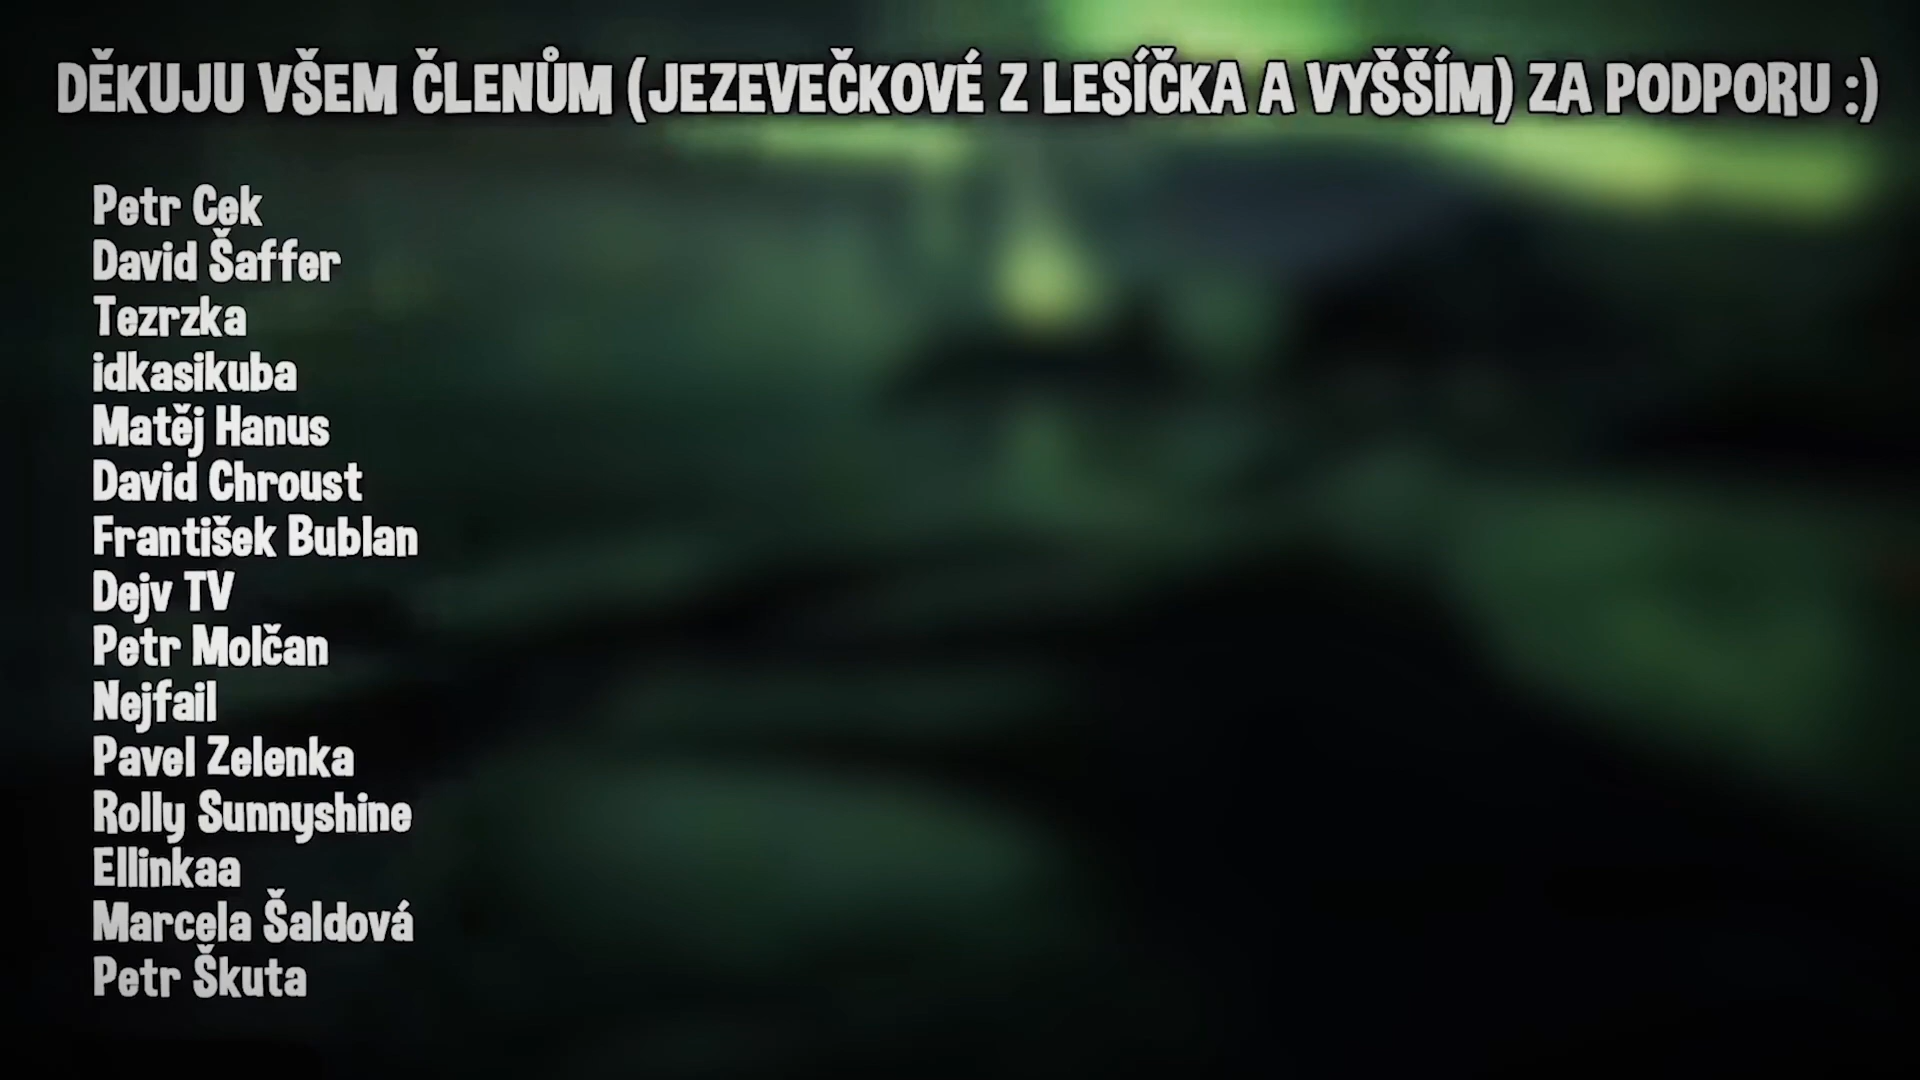 DĚKUJU VŠEM ČLENŮM (JEZEVEČKOVÉ Z LESÍČKA A VYŠŠÍM) ZA PODPORU :)
Petr Cek
David Šaffer
Tezrzka
idkasikuba
Matěj Hanus
David Chroust
František Bublan
Dejv TV
Petr Molčan
Nejfail
Pavel Zelenka
Rolly Sunnyshine
Ellinkaa
Marcela Šaldová
Petr Škuta